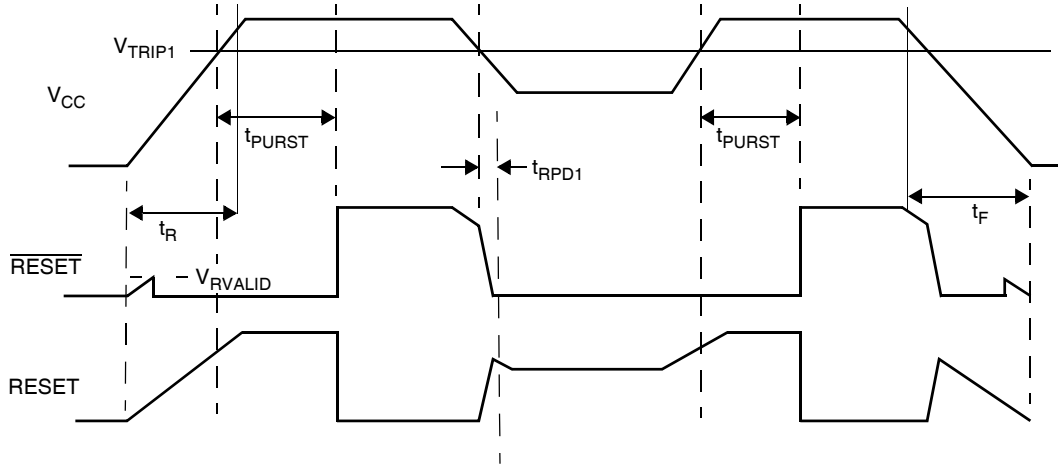 VTRIP1
VCC
tPURST
tPURST
tRPD1
tR
tF
RESET
VRVALID
RESET